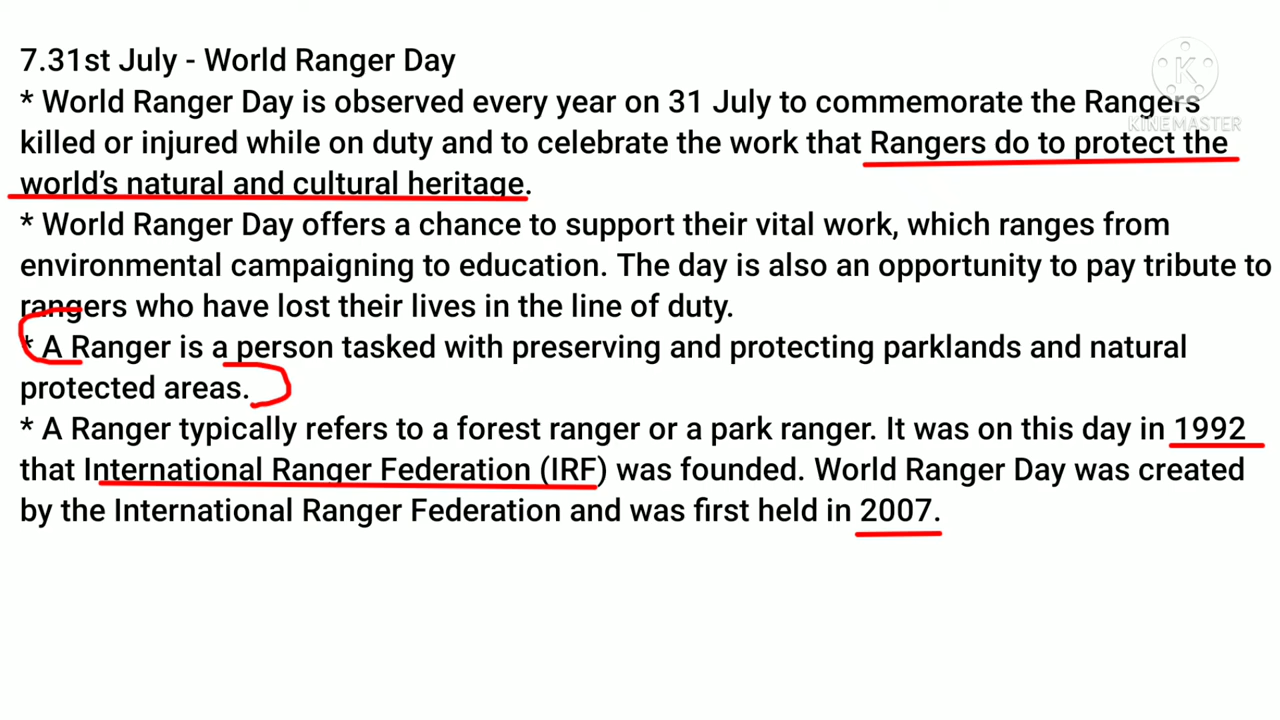 7.31st July - World Ranger Day
* World Ranger Day is observed every year on 31 July to commemorate the Rangers
killed or injured while on duty and to celebrate the work that Rangers do to protect the
world's natural and cultural heritage.
* World Ranger Day offers a chance to support their vital work, which ranges from
environmental campaigning to education. The day is also an opportunity to pay tribute to
rangers who have lost their lives in the line of duty.
* A Ranger is a person tasked with preserving and protecting parklands and natural
protected areas.
* A Ranger typically refers to a forest ranger or a park ranger. It was on this day in 1992
that International Ranger Federation (IRF) was founded. World Ranger Day was created
by the International Ranger Federation and was first held in 2007.
K
KINEMASTER